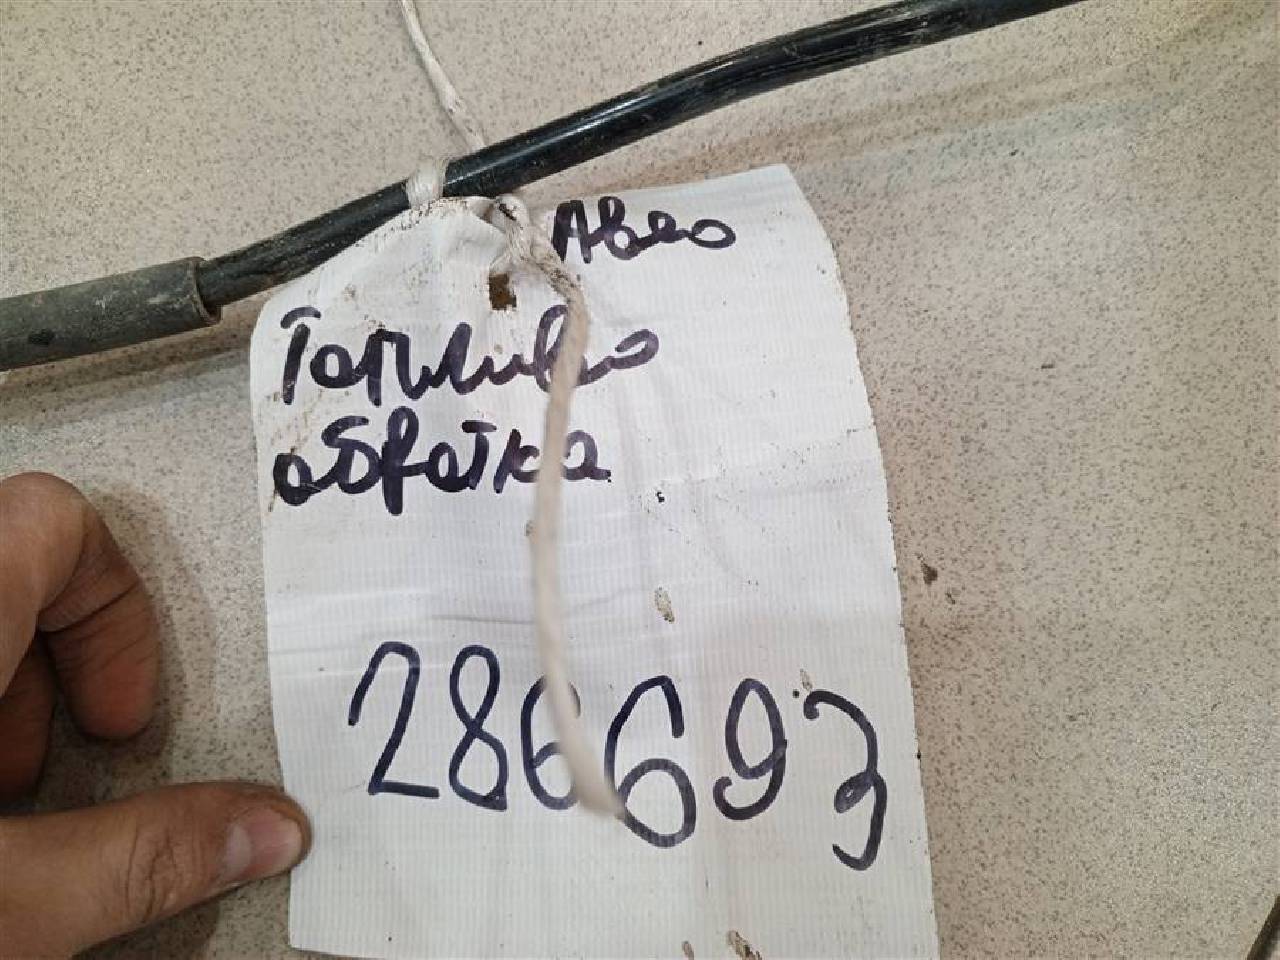 Авео
Топливо
обратка
286693